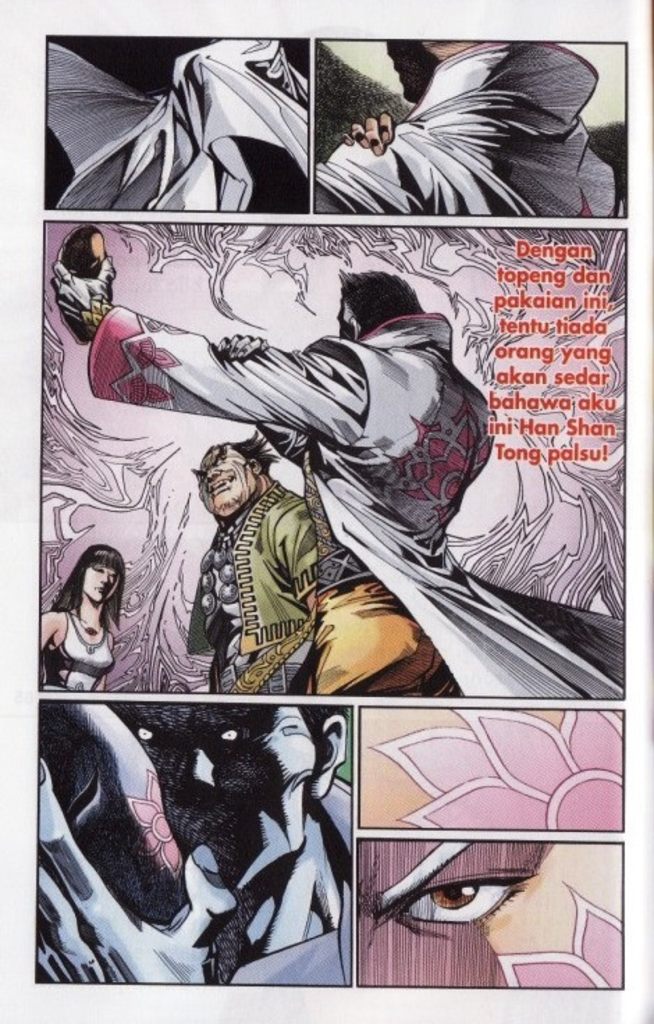 Dengan
topeng dan
pakaian ini,
tentu tiada
orang yang
akan sedar
bahawa aku
ini Han Shan
Tong palsu!